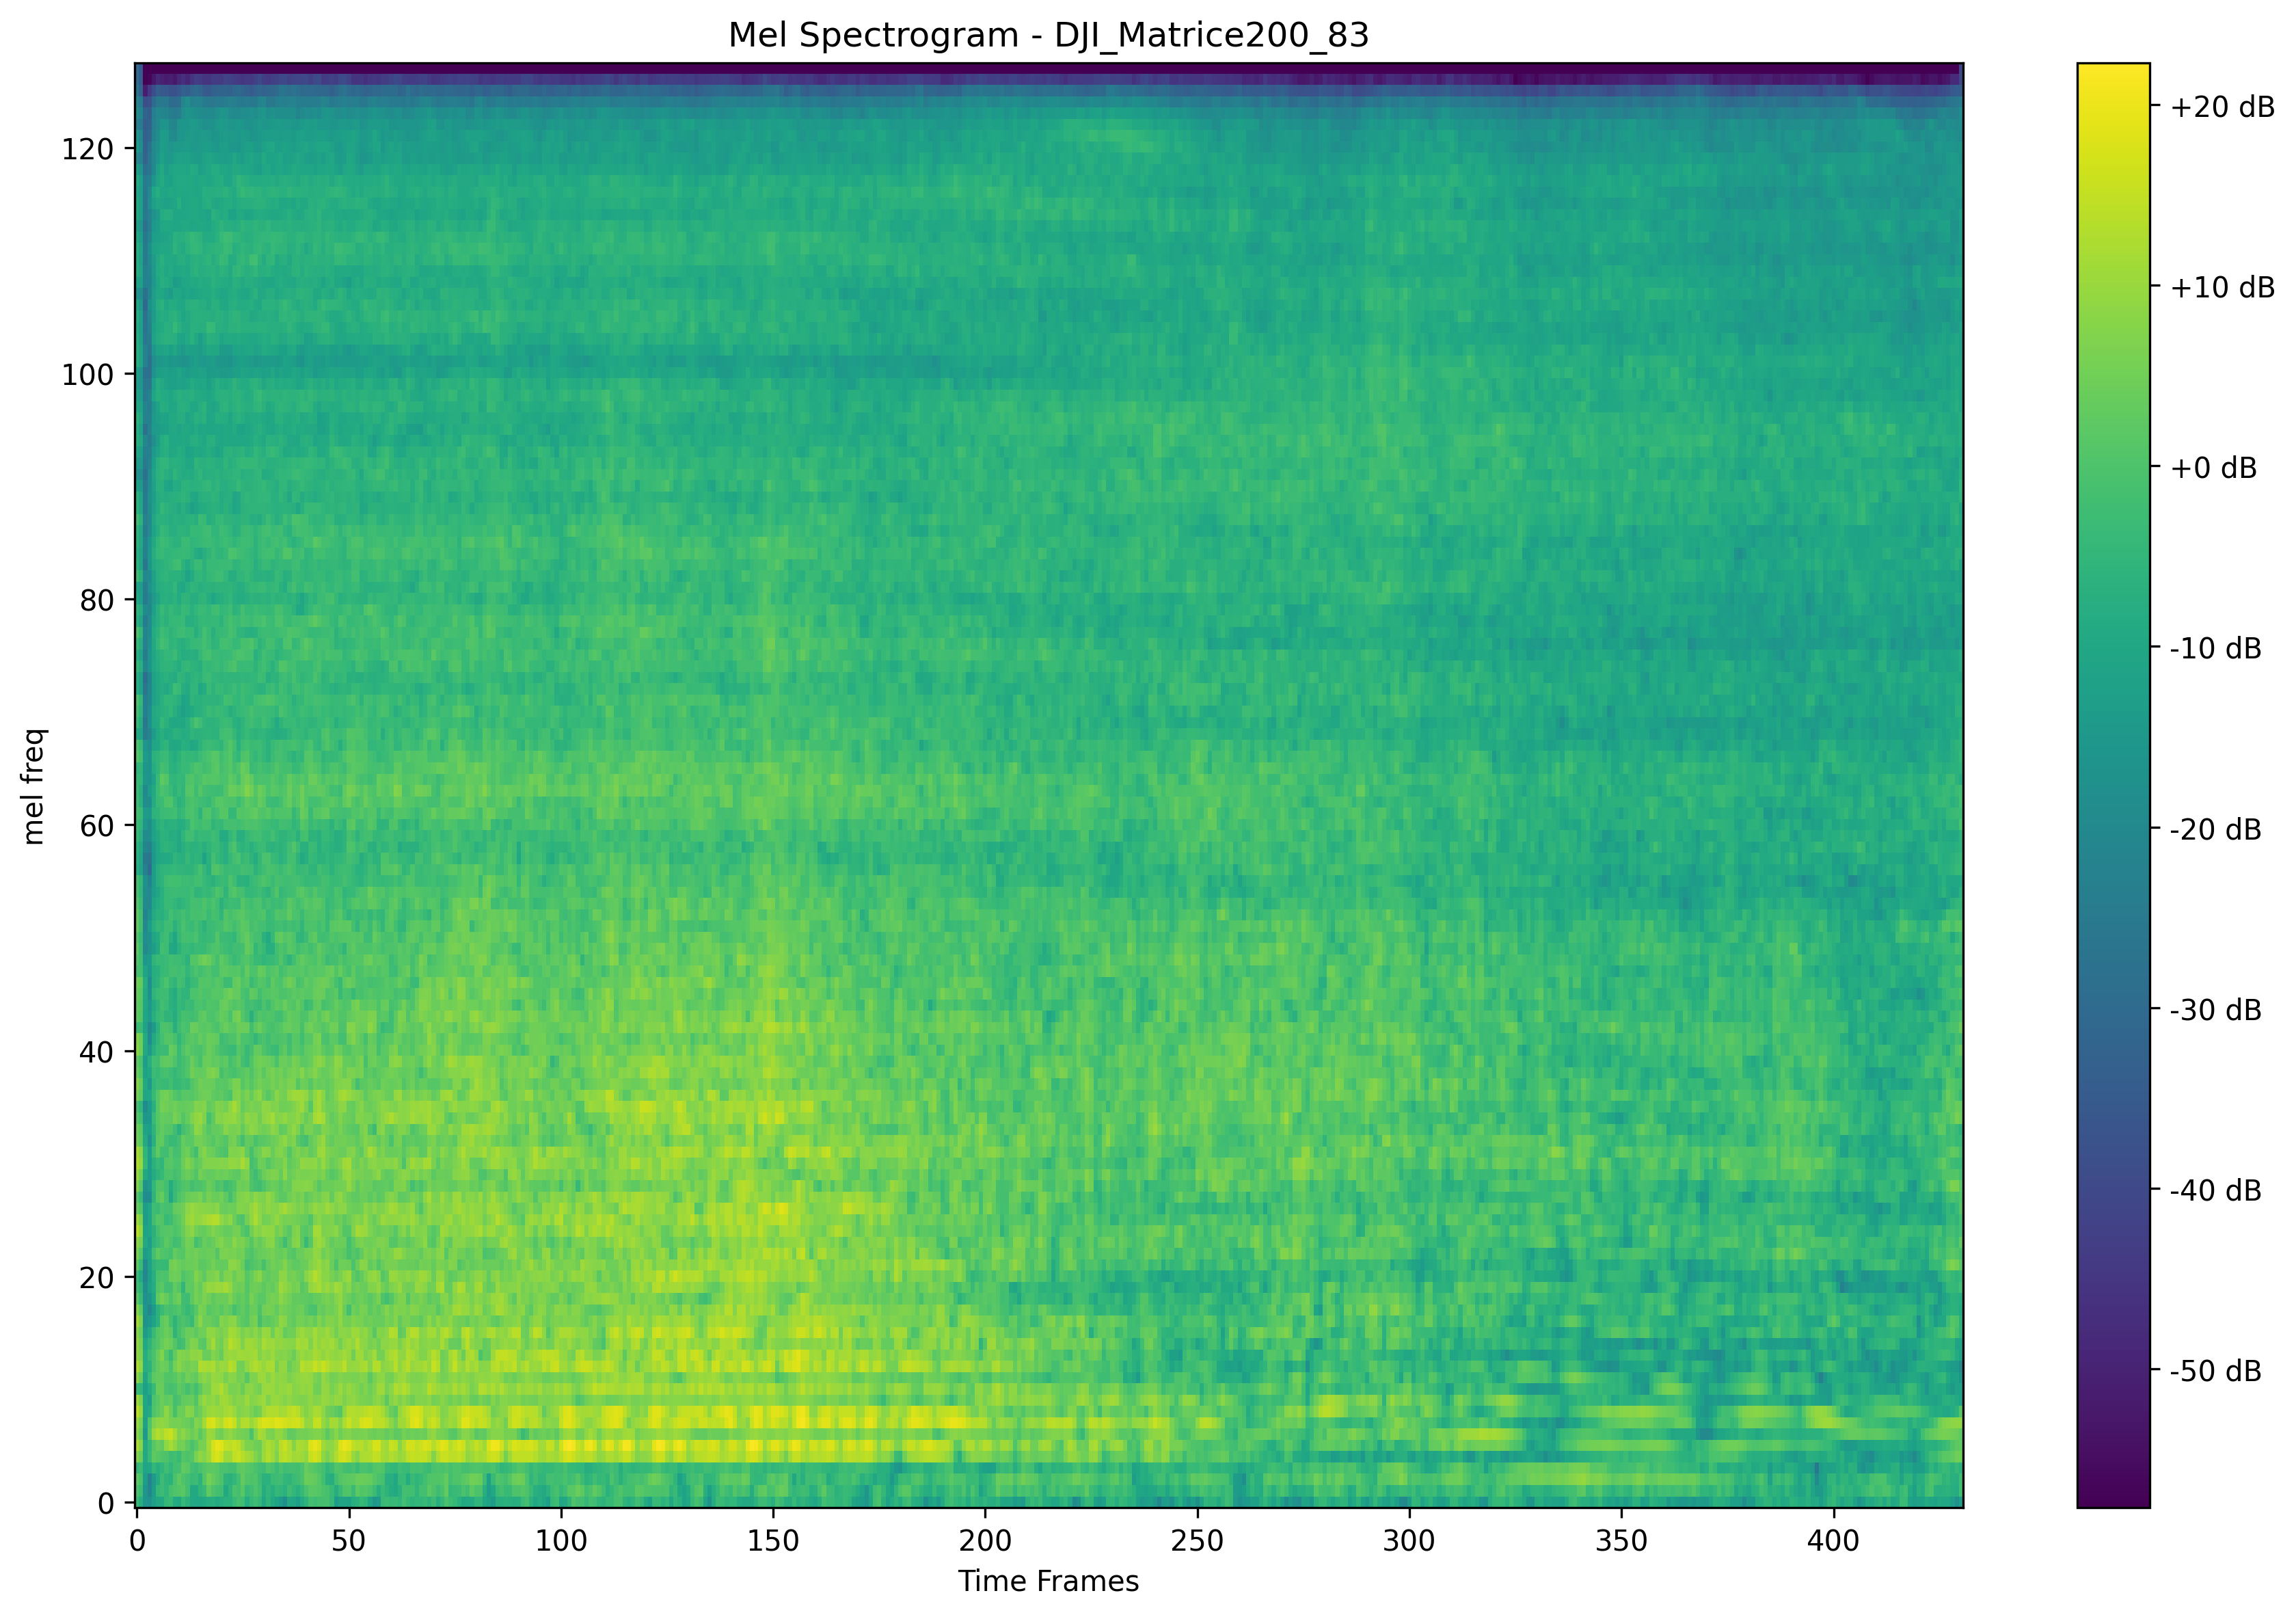 Mel Spectrogram - DJI_Matrice200_83
mel freq
120
100
80
60
40
20
0
0 50 100 150 200 250 300 350 400
Time Frames
+20 dB
+10 dB
+0 dB
-10 dB
-20 dB
-30 dB
-40 dB
-50 dB